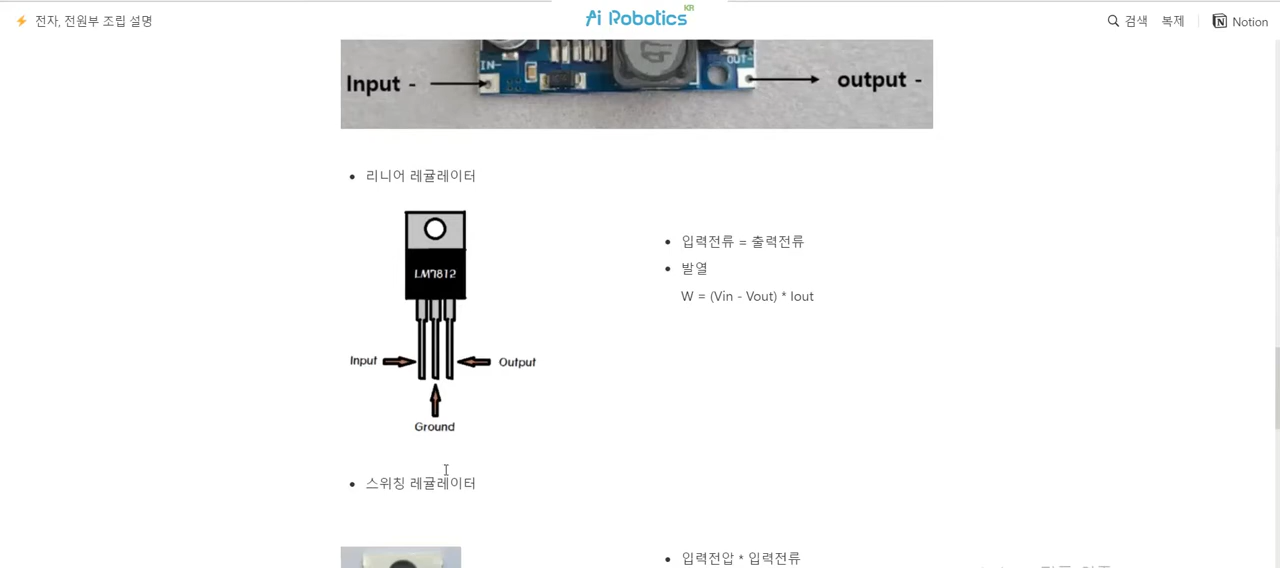 ⚡ 전자, 전원부 조립 설명
Ai Robotics KR
검색 복제 Notion
IN-
OUT-
Input -
output -
• 리니어 레귤레이터
LM7812
Input
Output
Ground
• 입력전류 = 출력전류
• 발열
W = (Vin - Vout) * Iout
• 스위칭 레귤레이터
• 입력전압 * 입력전류